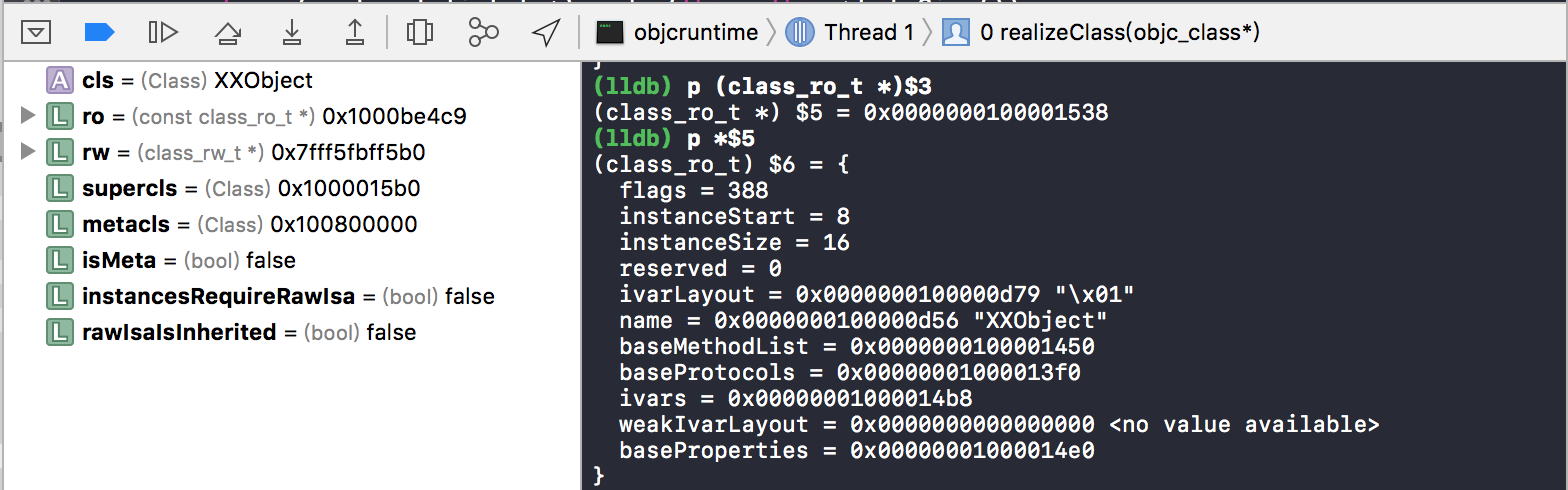 objcruntime 〉 Thread 1 〉 0 realizeClass(objc_class*)
A cls = (Class) XXObject
L ro = (const class_ro_t *) 0x1000be4c9
L rw = (class_rw_t *) 0x7fff5fbff5b0
L supercls = (Class) 0x1000015b0
L metacls = (Class) 0x100800000
L isMeta = (bool) false
L instancesRequireRawIsa = (bool) false
L rawIsaIsInherited = (bool) false
}
(lldb) p (class_ro_t *)$3
(class_ro_t *) $5 = 0x0000000100001538
(lldb) p *$5
(class_ro_t) $6 = {
  flags = 388
  instanceStart = 8
  instanceSize = 16
  reserved = 0
  ivarLayout = 0x0000000100000d79 "\x01"
  name = 0x0000000100000d56 "XXObject"
  baseMethodList = 0x0000000100001450
  baseProtocols = 0x00000001000013f0
  ivars = 0x00000001000014b8
  weakIvarLayout = 0x0000000000000000 <no value available>
  baseProperties = 0x00000001000014e0
}